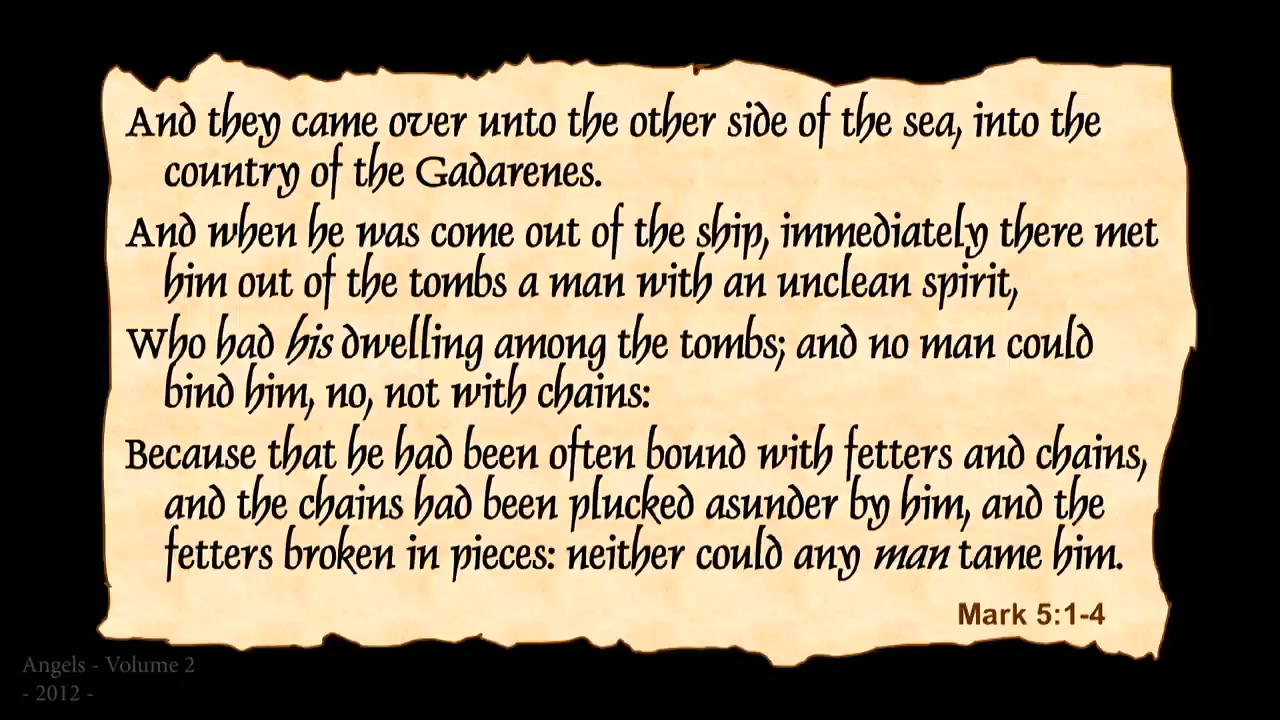 And they came over unto the other side of the sea, into the
country of the Gadarenes.
And when he was come out of the ship, immediately there met
him out of the tombs a man with an unclean spirit,
Who had his dwelling among the tombs; and no man could
bind him, no, not with chains:
Because that he had been often bound with fetters and chains,
and the chains had been plucked asunder by him, and the
fetters broken in pieces: neither could any man tame him.
Mark 5:1-4
Angels - Volume 2
- 2012 -